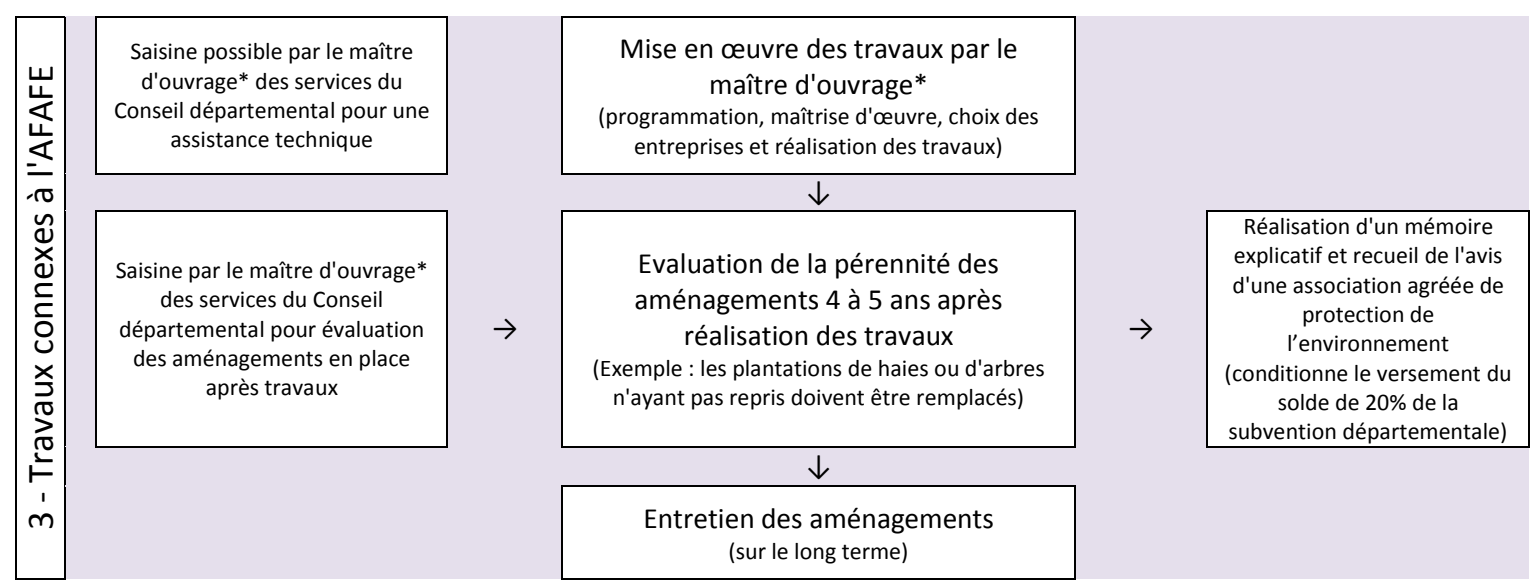 3 - Travaux connexes à l'AFAFE
Saisine possible par le maître
d'ouvrage* des services du
Conseil départemental pour une
assistance technique
Mise en œuvre des travaux par le
maître d'ouvrage*
(programmation, maîtrise d'œuvre, choix des
entreprises et réalisation des travaux)
↓
Saisine par le maître d'ouvrage*
des services du Conseil
départemental pour évaluation
des aménagements en place
après travaux
→
Evaluation de la pérennité des
aménagements 4 à 5 ans après
réalisation des travaux
(Exemple : les plantations de haies ou d'arbres
n'ayant pas repris doivent être remplacés)
→
Réalisation d'un mémoire
explicatif et recueil de l'avis
d'une association agréée de
protection de
l’environnement
(conditionne le versement du
solde de 20% de la
subvention départementale)
↓
Entretien des aménagements
(sur le long terme)